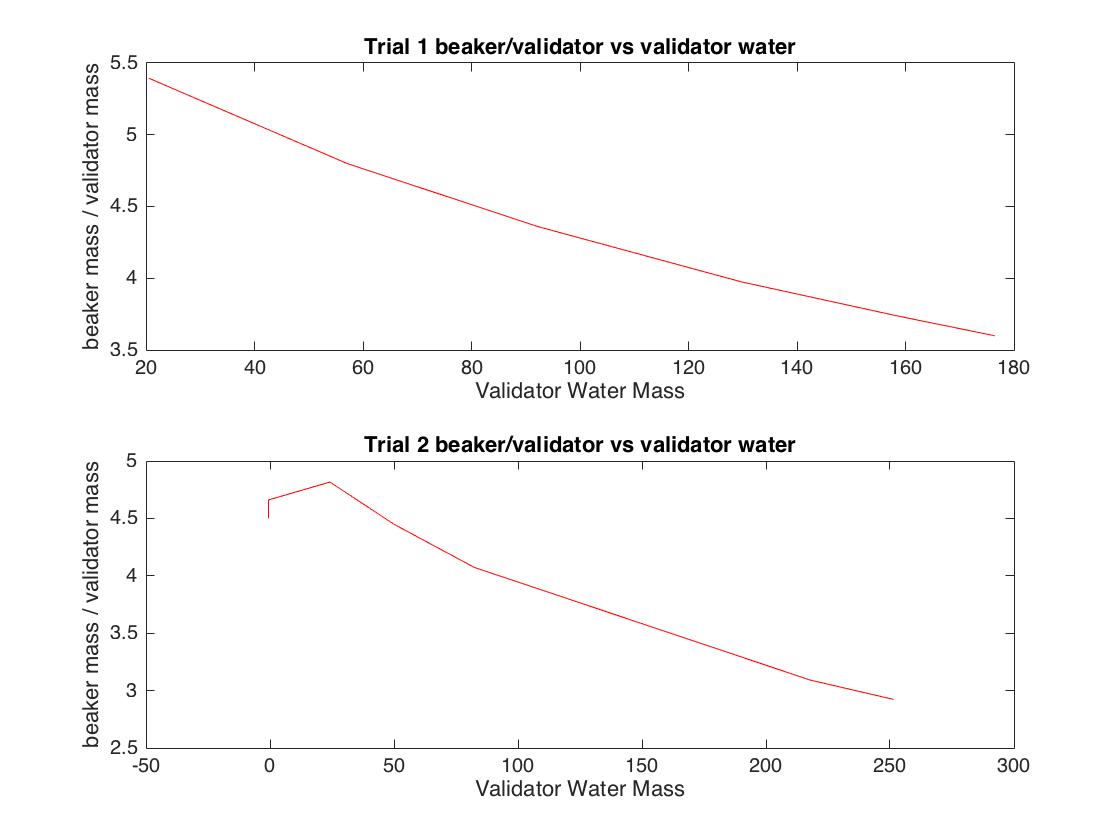 Trial 1 beaker/validator vs validator water
beaker mass / validator mass
5.5
5
4.5
4
3.5
20 40 60 80 100 120 140 160 180
Validator Water Mass
Trial 2 beaker/validator vs validator water
beaker mass / validator mass
5
4.5
4
3.5
3
2.5
-50 0 50 100 150 200 250 300
Validator Water Mass